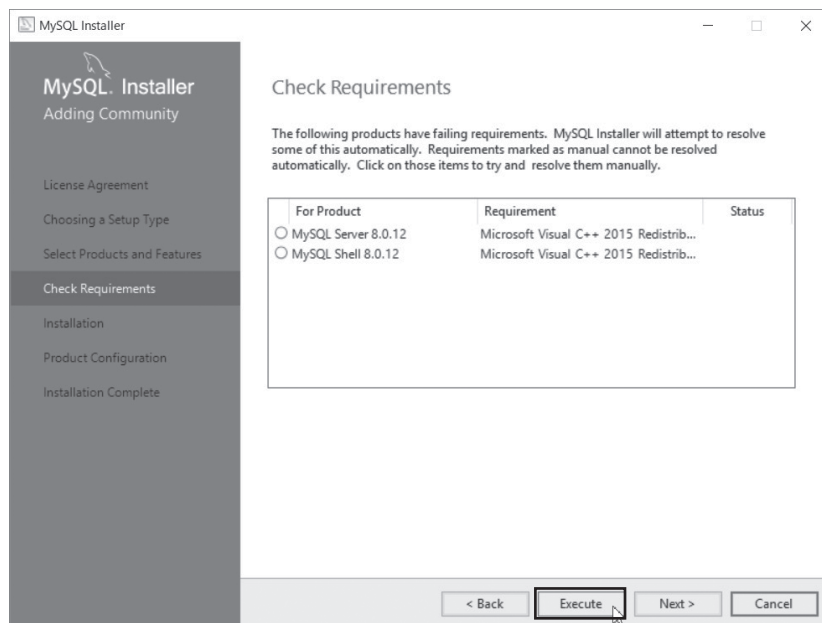 MySQL Installer
MySQL. Installer
Adding Community
License Agreement
Choosing a Setup Type
Select Products and Features
Check Requirements
Installation
Product Configuration
Installation Complete
Check Requirements
The following products have failing requirements. MySQL Installer will attempt to resolve
some of this automatically. Requirements marked as manual cannot be resolved
automatically. Click on those items to try and resolve them manually.
For Product Requirement Status
MySQL Server 8.0.12 Microsoft Visual C++ 2015 Redistrib...
MySQL Shell 8.0.12 Microsoft Visual C++ 2015 Redistrib...
< Back Execute Next > Cancel